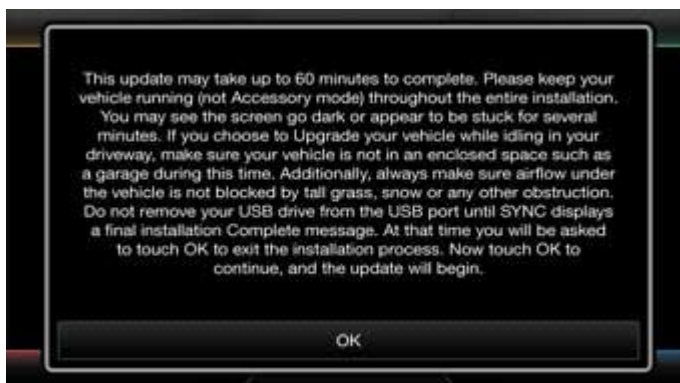 This update may take up to 60 minutes to complete. Please keep your
vehicle running (not Accessory mode) throughout the entire installation.
You may see the screen go dark or appear to be stuck for several
minutes. If you choose to Upgrade your vehicle while idling in your
driveway, make sure your vehicle is not in an enclosed space such as
a garage during this time. Additionally, always make sure airflow under
the vehicle is not blocked by tall grass, snow or any other obstruction.
Do not remove your USB drive from the USB port until SYNC displays
a final installation Complete message. At that time you will be asked
to touch OK to exit the installation process. Now touch OK to
continue, and the update will begin.
OK